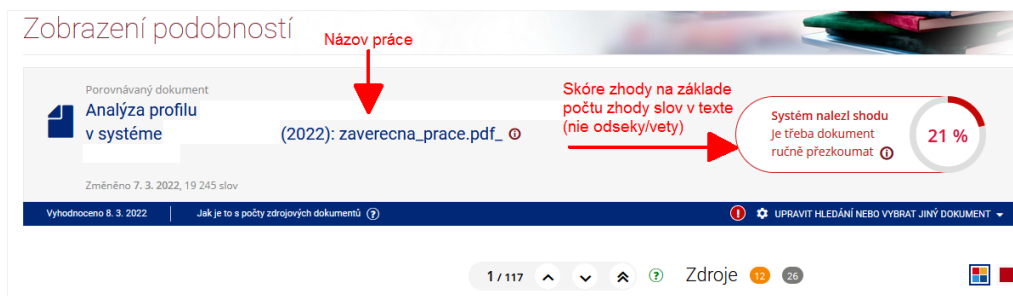 Zobrazení podobností
Názov práce
Porovnávaný dokument
Analýza profilu
v systéme (2022): zaverecna_prace.pdf_
Změněno 7. 3. 2022, 19 245 slov
Skóre zhody na základe
počtu zhody slov v texte
(nie odseky/vety)
Systém nalezl shodu
Je třeba dokument
ručně přezkoumat
21 %
Vyhodnoceno 8. 3. 2022
Jak je to s počty zdrojových dokumentů ?
! UPRAVIT HLEDÁNÍ NEBO VYBRAT JINÝ DOKUMENT
1 / 117 ? Zdroje 12 26